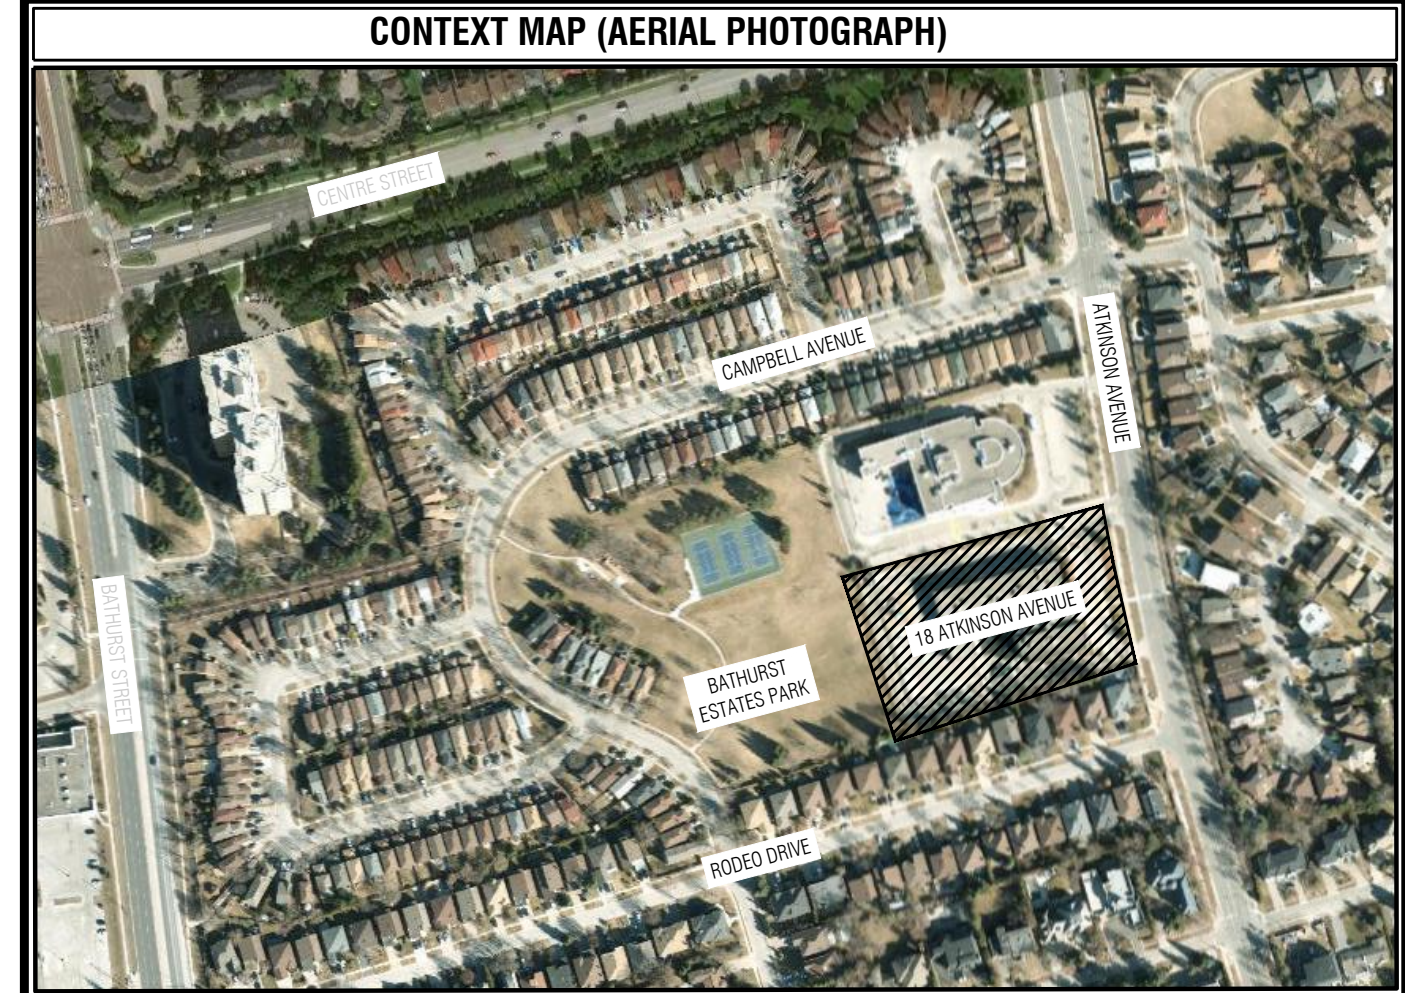 CONTEXT MAP (AERIAL PHOTOGRAPH)
CENTRE STREET
CAMPBELL AVENUE
ATKINSON AVENUE
BATHURST STREET
18 ATKINSON AVENUE
BATHURST
ESTATES PARK
RODEO DRIVE